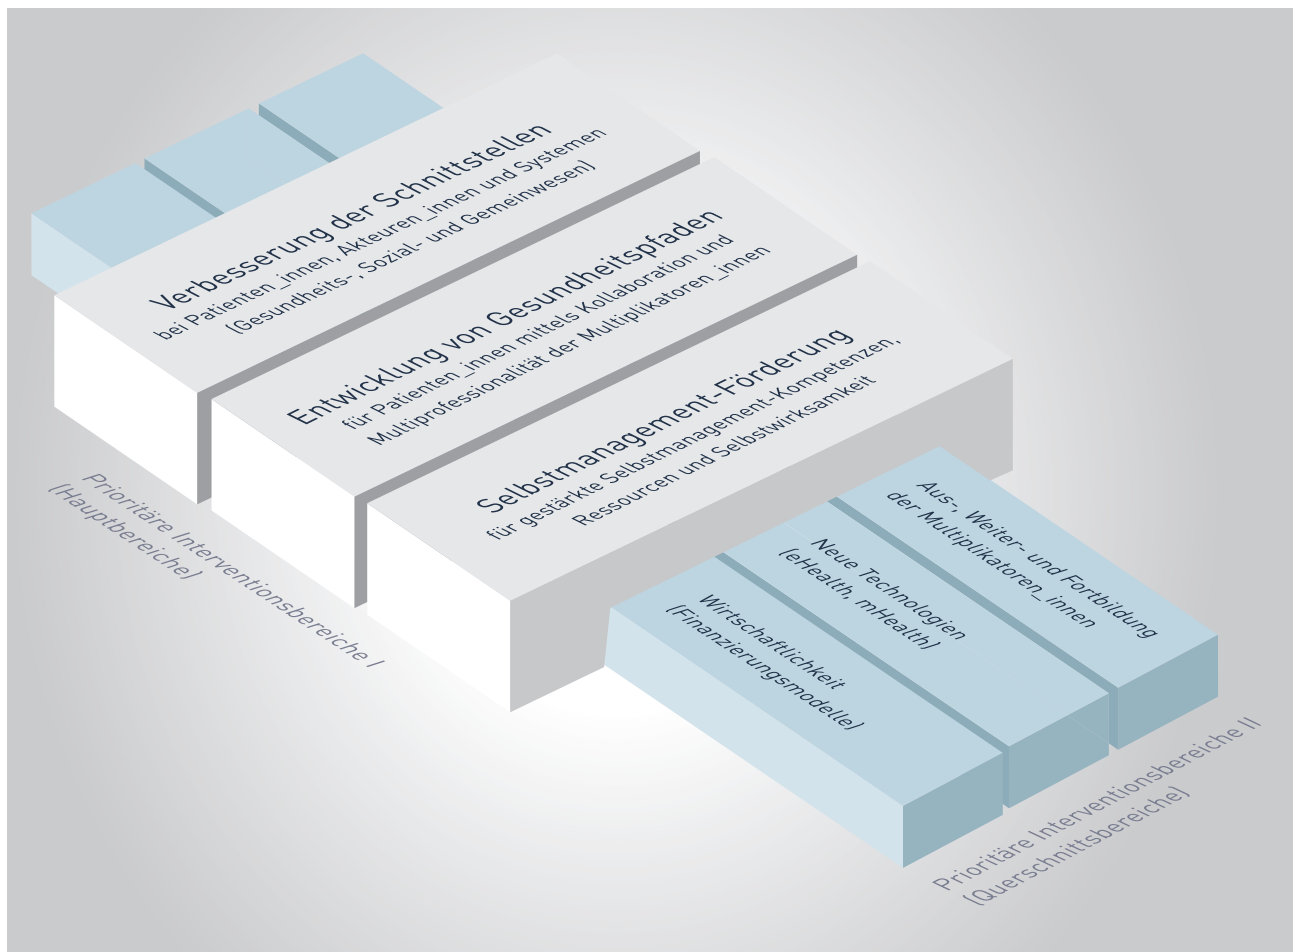 Verbesserung der Schnittstellen
bei Patienten_innen, Akteuren_innen und Systemen
(Gesundheits-, Sozial- und Gemeinwesen)
Entwicklung von Gesundheitspfaden
für Patienten_innen mittels Kollaboration und
Multiprofessionalität der Multiplikatoren_innen
Selbstmanagement-Förderung
für gestärkte Selbstmanagement-Kompetenzen,
Ressourcen und Selbstwirksamkeit
Prioritäre Interventionsbereiche I
(Hauptbereiche)
Aus-, Weiter- und Fortbildung
der Multiplikatoren_innen
Neue Technologien
(eHealth, mHealth)
Wirtschaftlichkeit
(Finanzierungsmodelle)
Prioritäre Interventionsbereiche II
(Querschnittsbereiche)